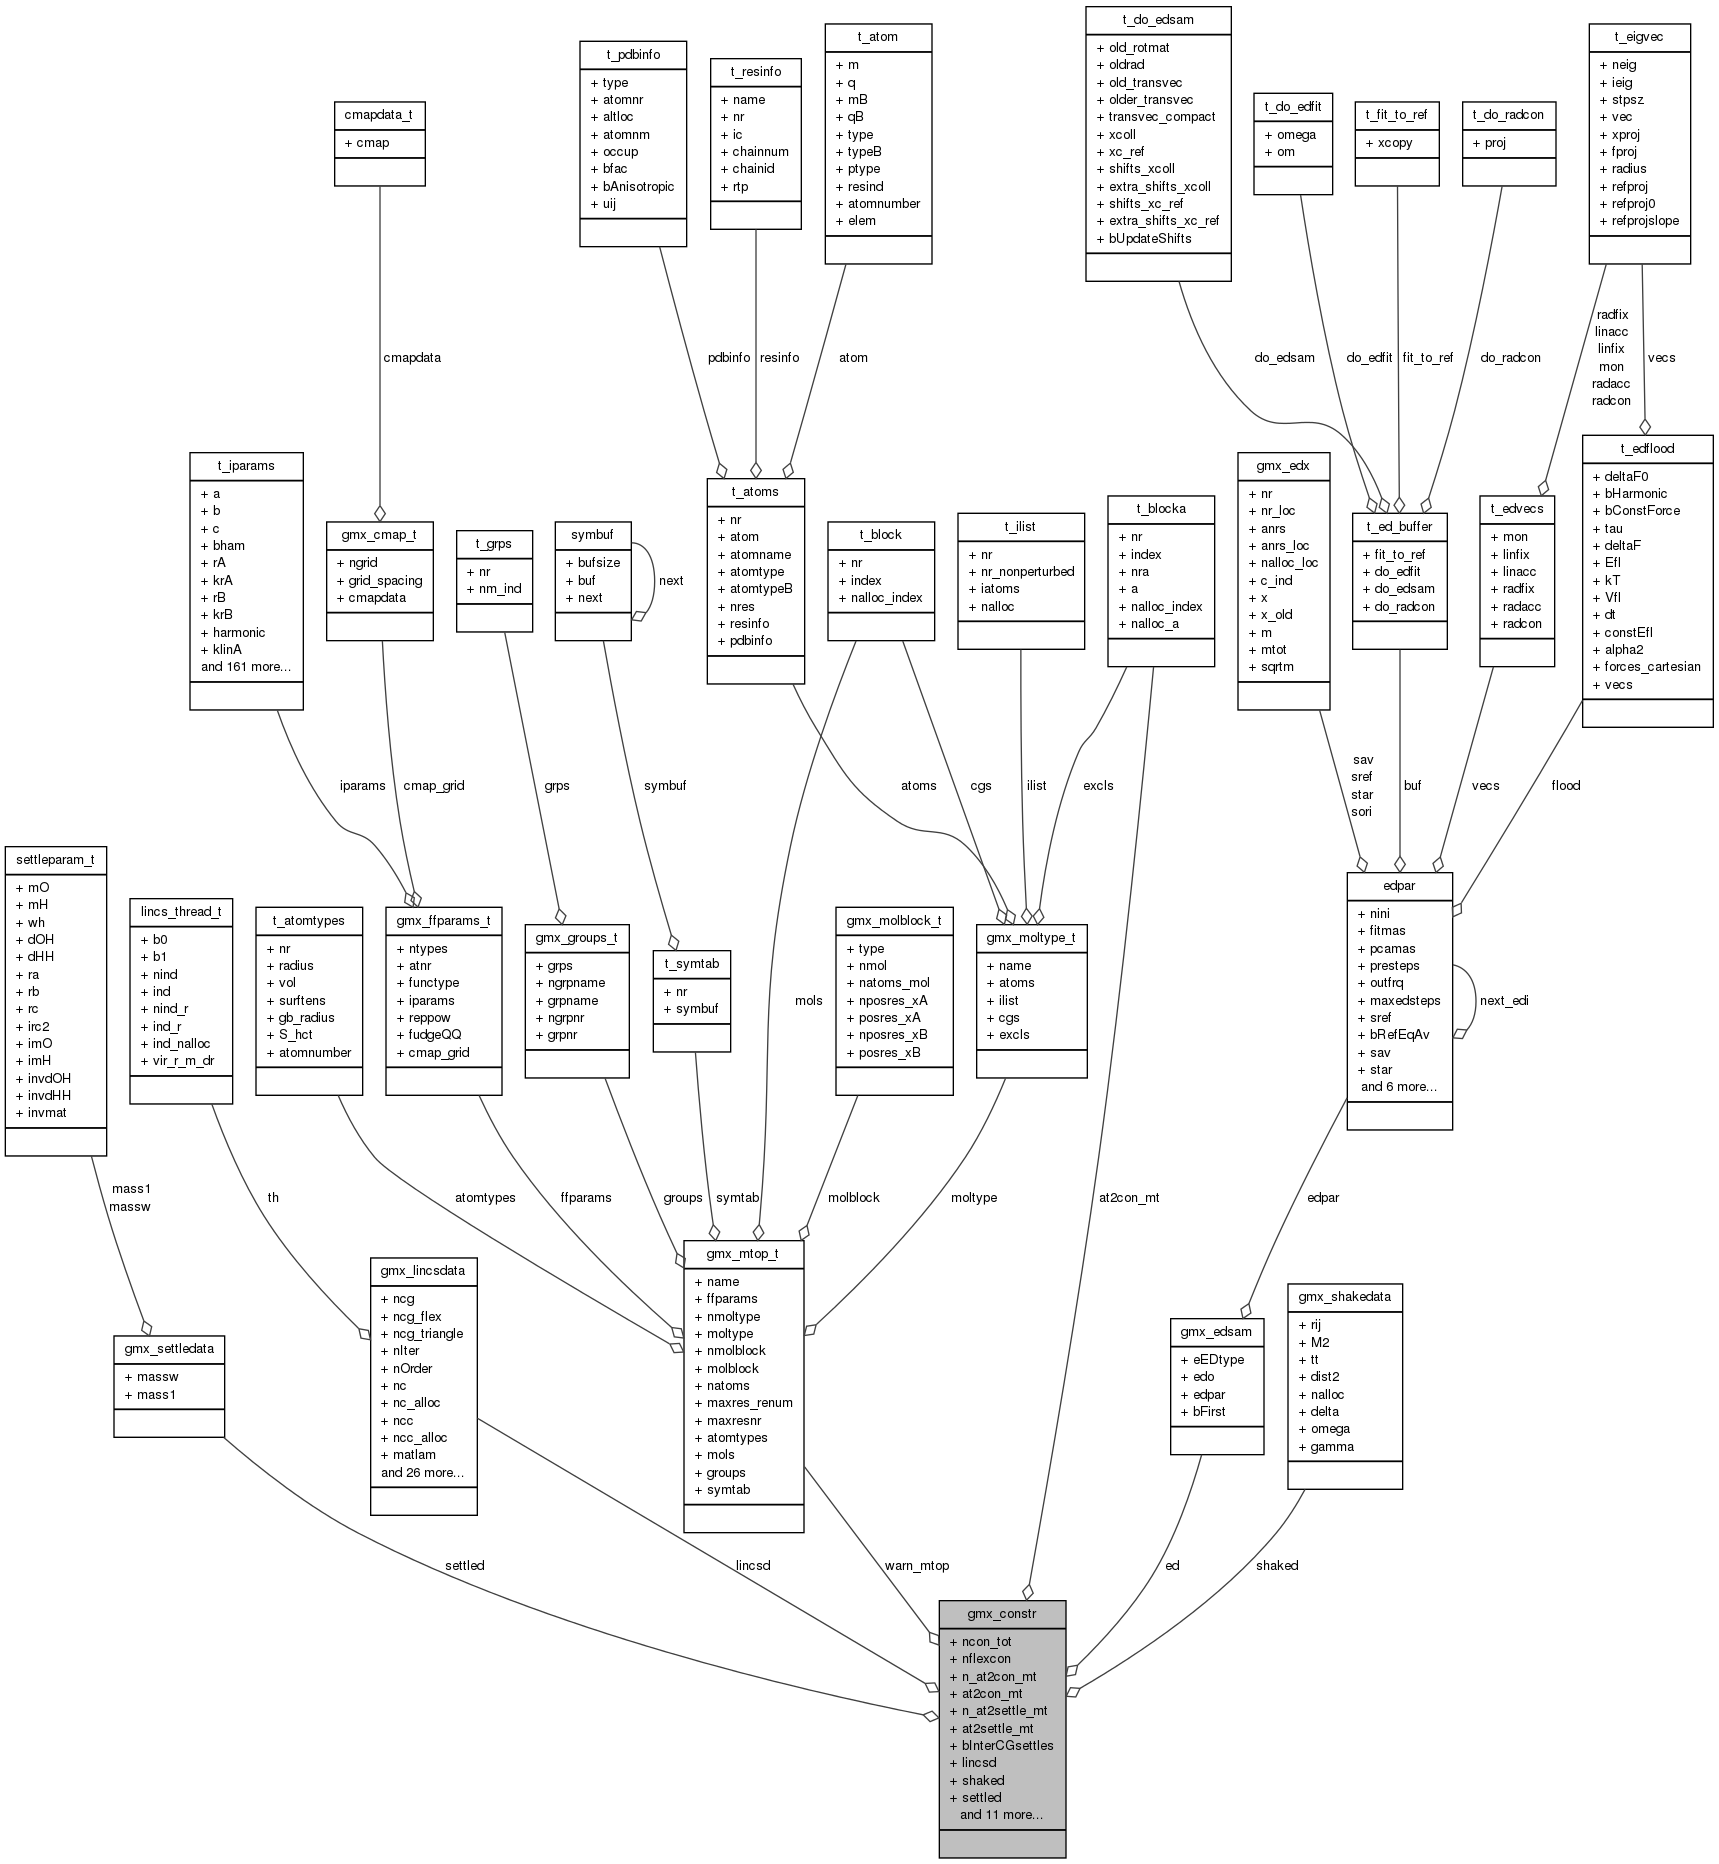 t_do_edsam
+ old_rotmat
+ oldrad
+ old_transvec
+ older_transvec
+ transvec_compact
+ xcoll
+ xc_ref
+ shifts_xcoll
+ extra_shifts_xcoll
+ shifts_xc_ref
+ extra_shifts_xc_ref
+ bUpdateShifts
t_pdbinfo
+ type
+ atomnr
+ altloc
+ atomnm
+ occup
+ bfac
+ bAnisotropic
+ uij
t_resinfo
+ name
+ nr
+ ic
+ chainnum
+ chainid
+ rtp
t_atom
+ m
+ q
+ mB
+ qB
+ type
+ typeB
+ ptype
+ resind
+ atomnumber
+ elem
t_do_edfit
+ omega
+ om
t_fit_to_ref
+ xcopy
t_do_radcon
+ proj
t_eigvec
+ neig
+ ieig
+ stpsz
+ vec
+ xproj
+ fproj
+ radius
+ refproj
+ refproj0
+ refprojslope
cmapdata_t
+ cmap
cmapdata
pdbinfo
resinfo
atom
do_edsam
do_edfit
fit_to_ref
do_radcon
radfix
linacc
linfix
mon
radacc
radcon
vecs
t_iparams
+ a
+ b
+ c
+ bham
+ rA
+ krA
+ rB
+ krB
+ harmonic
+ klinA
and 161 more...
gmx_cmap_t
+ ngrid
+ grid_spacing
+ cmapdata
t_grps
+ nr
+ nm_ind
symbuf
+ bufsize
+ buf
+ next
next
t_atoms
+ nr
+ atom
+ atomname
+ atomtype
+ atomtypeB
+ nres
+ resinfo
+ pdbinfo
t_block
+ nr
+ index
+ nalloc_index
t_ilist
+ nr
+ nr_nonperturbed
+ iatoms
+ nalloc
t_blocka
+ nr
+ index
+ nra
+ a
+ nalloc_index
+ nalloc_a
gmx_edx
+ nr
+ nr_loc
+ anrs
+ anrs_loc
+ nalloc_loc
+ c_ind
+ x
+ x_old
+ m
+ mtot
+ sqrtm
t_ed_buffer
+ fit_to_ref
+ do_edfit
+ do_edsam
+ do_radcon
t_edvecs
+ mon
+ linfix
+ linacc
+ radfix
+ radacc
+ radcon
t_edflood
+ deltaF0
+ bHarmonic
+ bConstForce
+ tau
+ deltaF
+ Efl
+ kT
+ Vfl
+ dt
+ constEfl
+ alpha2
+ forces_cartesian
+ vecs
iparams
cmap_grid
grps
symbuf
atoms
cgs
ilist
excls
sav
sref
star
sori
buf
vecs
flood
settleparam_t
+ mO
+ mH
+ wh
+ dOH
+ dHH
+ ra
+ rb
+ rc
+ irc2
+ imO
+ imH
+ invdOH
+ invdHH
+ invmat
lincs_thread_t
+ b0
+ b1
+ nind
+ ind
+ nind_r
+ ind_r
+ ind_nalloc
+ vir_r_m_dr
t_atomtypes
+ nr
+ radius
+ vol
+ surftens
+ gb_radius
+ S_hct
+ atomnumber
gmx_ffparams_t
+ ntypes
+ atnr
+ functype
+ iparams
+ reppow
+ fudgeQQ
+ cmap_grid
gmx_groups_t
+ grps
+ ngrpname
+ grpname
+ ngrpnr
+ grpnr
t_symtab
+ nr
+ symbuf
mols
gmx_molblock_t
+ type
+ nmol
+ natoms_mol
+ nposres_xA
+ posres_xA
+ nposres_xB
+ posres_xB
gmx_moltype_t
+ name
+ atoms
+ ilist
+ cgs
+ excls
edpar
+ nini
+ fitmas
+ pcamas
+ presteps
+ outfrq
+ maxedsteps
+ sref
+ bRefEqAv
+ sav
+ star
and 6 more...
next_edi
mass1
massw
th
atomtypes
ffparams
groups
symtab
molblock
moltype
at2con_mt
edpar
gmx_settledata
+ massw
+ mass1
gmx_lincsdata
+ ncg
+ ncg_flex
+ ncg_triangle
+ nIter
+ nOrder
+ nc
+ nc_alloc
+ ncc
+ ncc_alloc
+ matlam
and 26 more...
gmx_mtop_t
+ name
+ ffparams
+ nmoltype
+ moltype
+ nmolblock
+ molblock
+ natoms
+ maxres_renum
+ maxresnr
+ atomtypes
+ mols
+ groups
+ symtab
gmx_edsam
+ eEDtype
+ edo
+ edpar
+ bFirst
gmx_shakedata
+ rij
+ M2
+ tt
+ dist2
+ nalloc
+ delta
+ omega
+ gamma
settled
lincsd
warn_mtop
ed
shaked
gmx_constr
+ ncon_tot
+ nflexcon
+ n_at2con_mt
+ at2con_mt
+ n_at2settle_mt
+ at2settle_mt
+ bInterCGsettles
+ lincsd
+ shaked
+ settled
and 11 more...